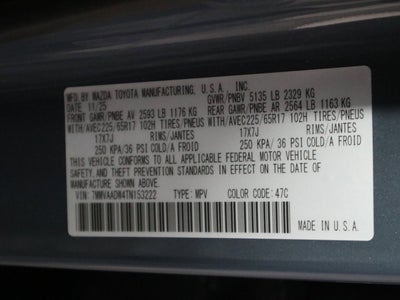 MFD BY MAZDA TOYOTA MANUFACTURING, U.S.A. INC.
DATE 11/25 GVWR/PNBV 5135 LB 2329 KG
FRONT GAWR/PNBE AV 2593 LB 1176 KG REAR GAWR/PNBE AR 2564 LB 1163 KG
WITH/AVEC225/65R17 102H TIRES/PNEUS WITH/AVEC225/65R17 102H TIRES/PNEUS
17X7J RIMS/JANTES 17X7J RIMS/JANTES
250 KPA/36 PSI COLD/A FROID 250 KPA/36 PSI COLD/A FROID
THIS VEHICLE CONFORMS TO ALL APPLICABLE FEDERAL MOTOR VEHICLE
SAFETY AND THEFT PREVENTION STANDARDS IN EFFECT ON THE DATE OF
MANUFACTURE SHOWN ABOVE.
VIN: 7MMVAADW4TN153222 TYPE: MPV COLOR CODE: 47C
MADE IN U.S.A.